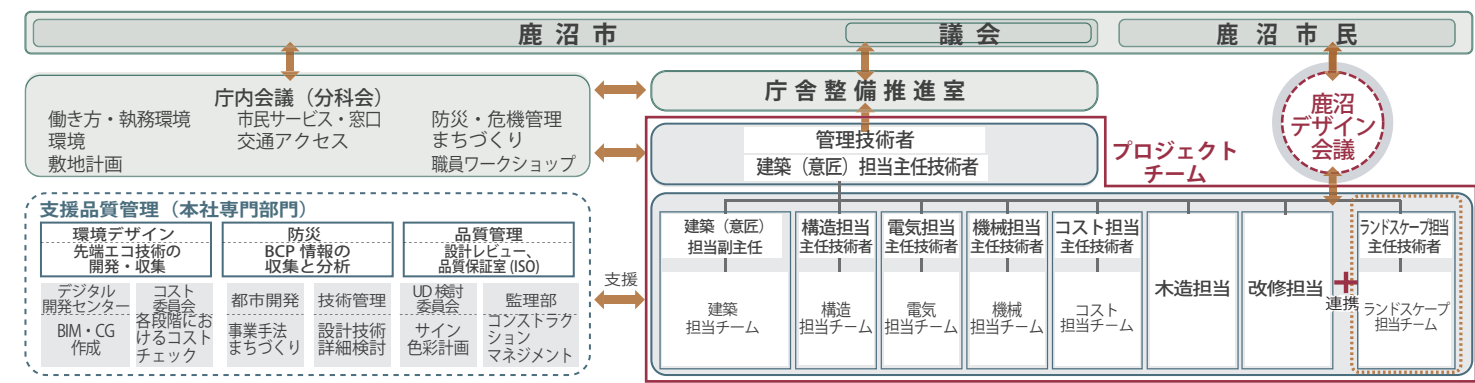 鹿沼市
議会
鹿沼市民
庁内会議（分科会）
働き方・執務環境
市民サービス・窓口
防災・危機管理
環境
交通アクセス
まちづくり
敷地計画
職員ワークショップ
庁舎整備推進室
管理技術者
建築（意匠）担当主任技術者
プロジェクト
チーム
鹿沼
デザイン
会議
支援品質管理（本社専門部門）
環境デザイン
先端エコ技術の
開発・収集
防災
BCP 情報の
収集と分析
品質管理
設計レビュー、
品質保証室 (ISO)
デジタル
開発センター
BIM・CG
作成
コスト
委員会
各段階にお
けるコスト
チェック
都市開発
事業手法
まちづくり
技術管理
設計技術
詳細検討
UD 検討
委員会
サイン
色彩計画
監理部
コンストラク
ション
マネジメント
支援
建築（意匠）
担当副主任
建築
担当チーム
構造担当
主任技術者
構造
担当チーム
電気担当
主任技術者
電気
担当チーム
機械担当
主任技術者
機械
担当チーム
コスト担当
主任技術者
コスト
担当チーム
木造担当
改修担当
連携
ランドスケープ担当
主任技術者
ランドスケープ
担当チーム